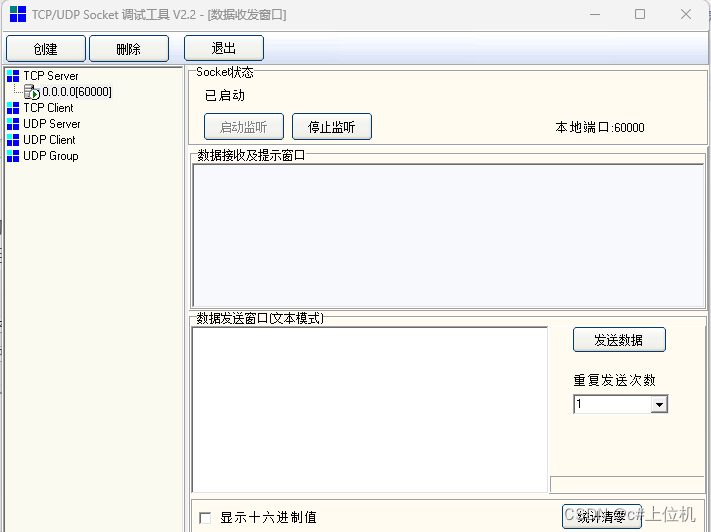 TCP/UDP Socket 调试工具 V2.2 - [数据收发窗口]
创建 删除 退出
TCP Server
0.0.0.0[60000]
TCP Client
UDP Server
UDP Client
UDP Group
Socket状态
已启动
启动监听 停止监听 本地端口:60000
数据接收及提示窗口
数据发送窗口(文本模式)
发送数据
重复发送次数
1
显示十六进制值 统计清零
CSDN @c#上位机